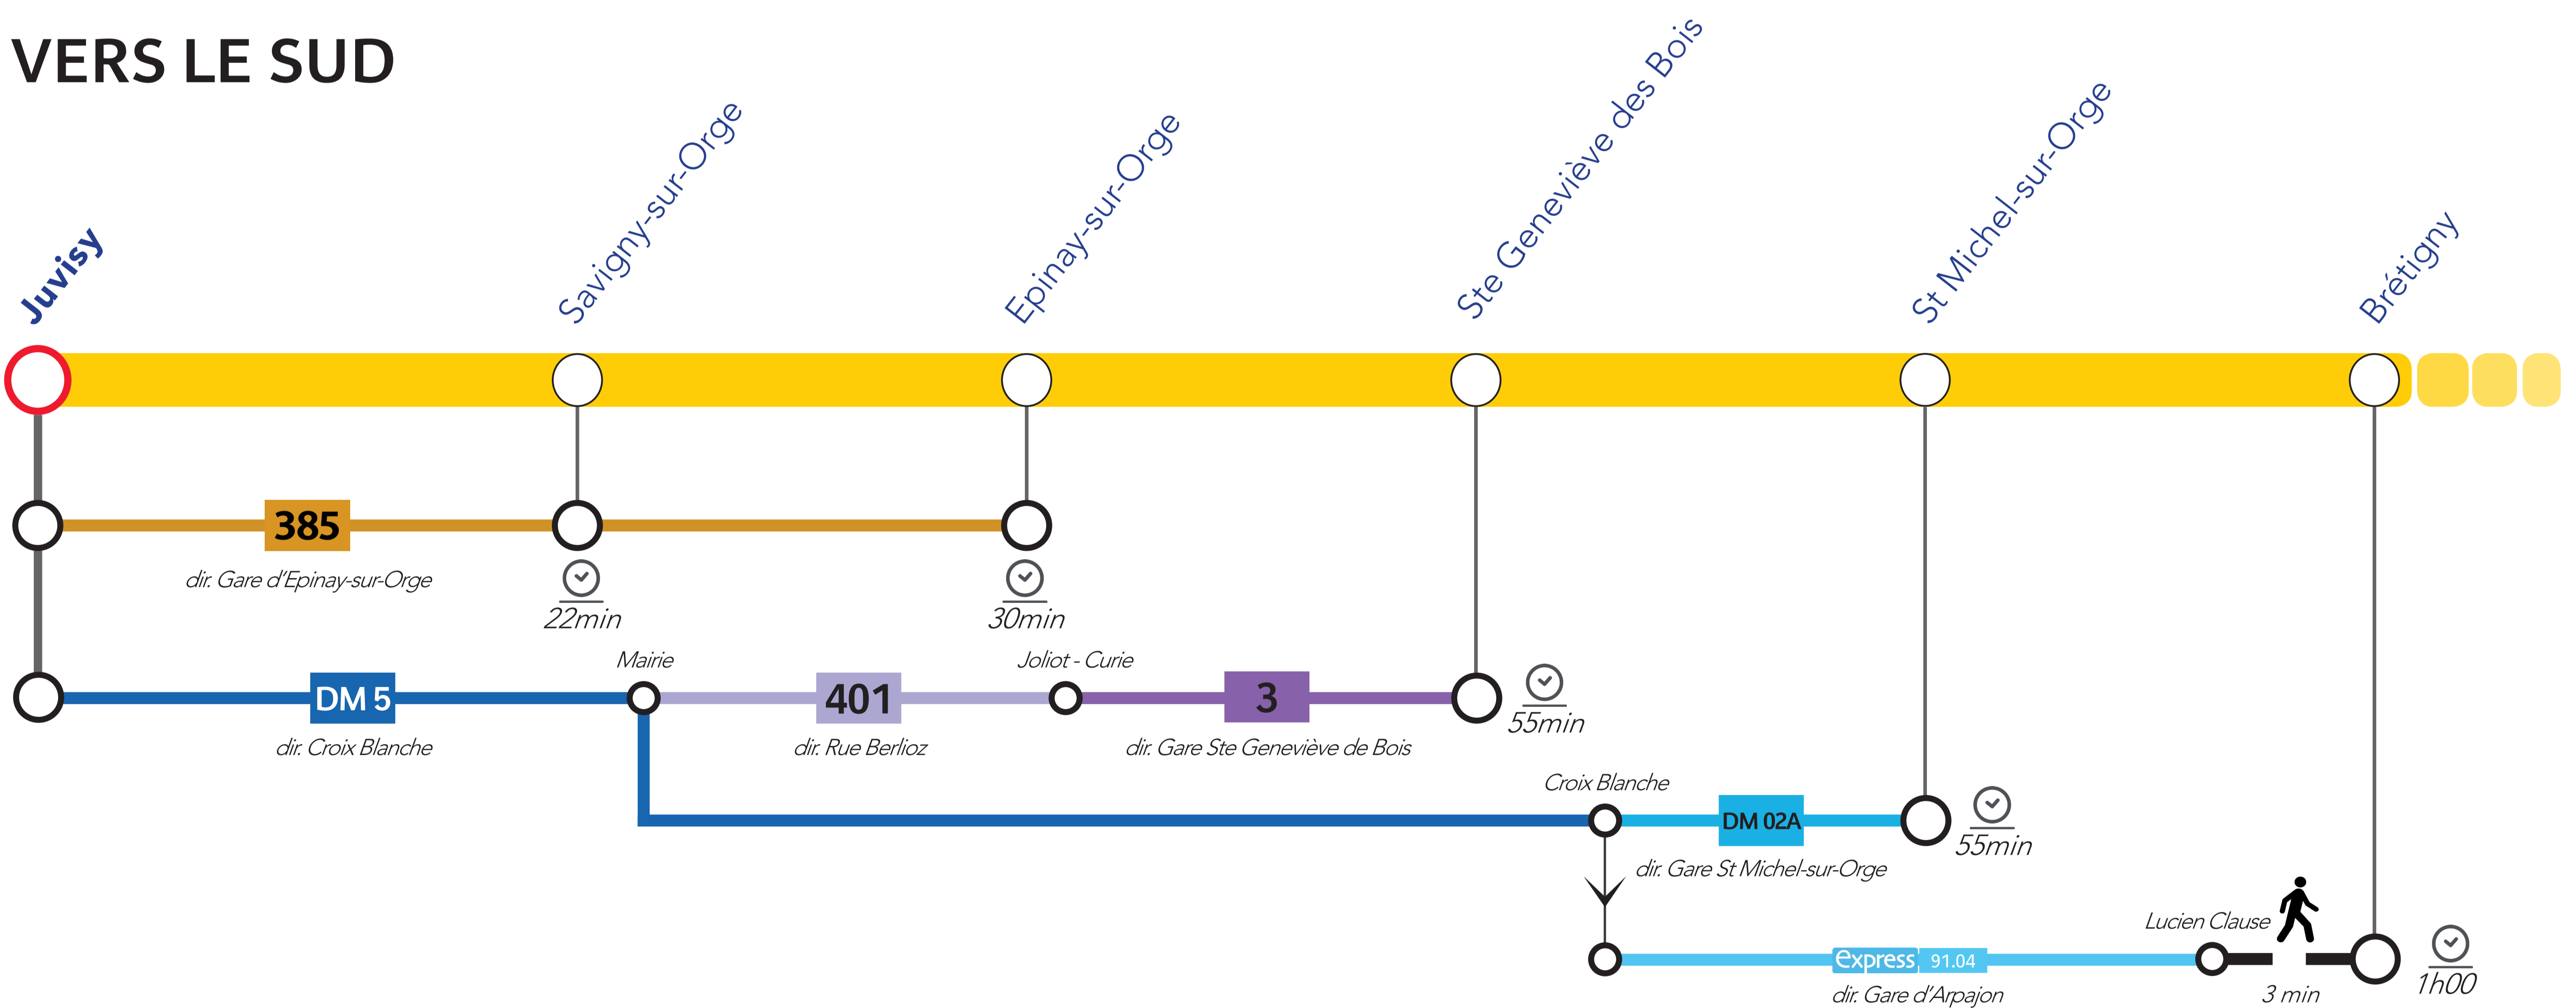 VERS LE SUD
Juvisy
Savigny-sur-Orge
Epinay-sur-Orge
Ste Geneviève des Bois
St Michel-sur-Orge
Brétigny
385
dir. Gare d'Epinay-sur-Orge
22min
30min
Mairie
Joliot - Curie
DM 5
401
3
55min
dir. Croix Blanche
dir. Rue Berlioz
dir. Gare Ste Geneviève de Bois
Croix Blanche
DM 02A
55min
dir. Gare St Michel-sur-Orge
Lucien Clause
express 91.04
1h00
dir. Gare d'Arpajon
3 min